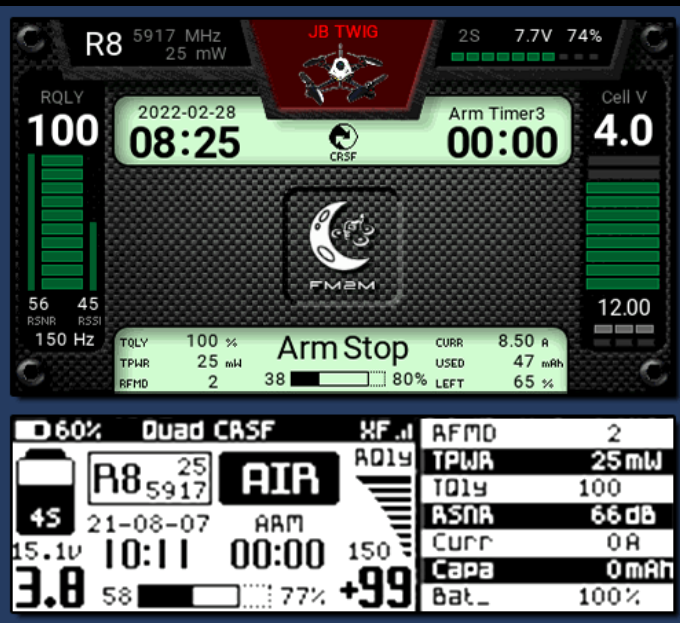 R8 5917 MHz
25 mW
JB TWIG
2S 7.7V 74%
RQLY
100
2022-02-28
08:25
CRSF
Arm Timer3
00:00
Cell V
4.0
FM2M
56 45
RSNR RSSI
150 Hz
12.00
TQLY 100 %
TPWR 25 mW
RFMD 2
Arm Stop
38 80%
CURR 8.50 A
USED 47 mAh
LEFT 65 %
60% Quad CRSF XF
R8 25
5917
AIR
RQly
4S
21-08-07 ARM
15.1v 10:11 00:00 150
3.8 58 77% +99
RFMD 2
TPWR 25mW
TQly 100
RSNR 66dB
Curr 0A
Capa 0mAh
Bat_ 100%